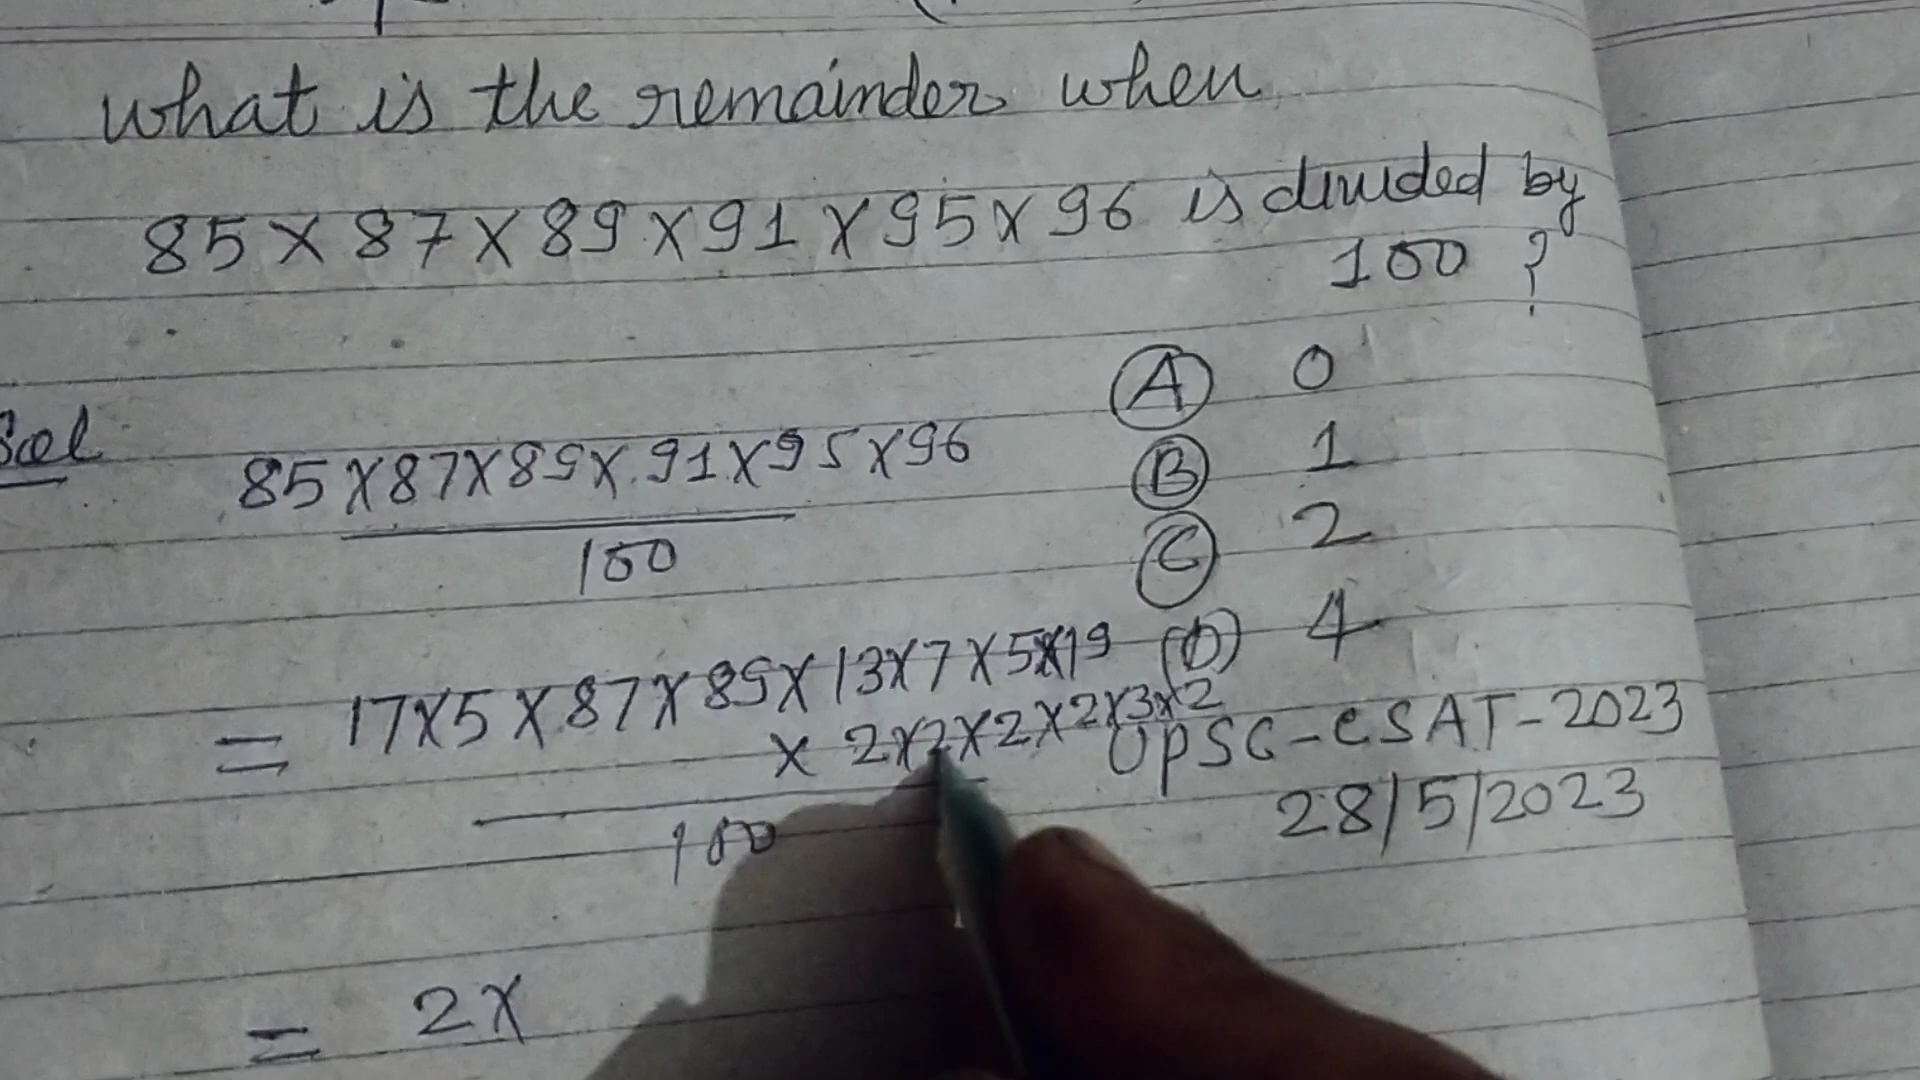 what is the remainder when
85 X 87 X 89 X 91 X 95 X 96 is divided by
100 ?
(A) 0
Sol
85 X 87 X 89 X 91 X 95 X 96
(B) 1
100
(C) 2
(D) 4
= 17 X 5 X 87 X 89 X 13 X 7 X 5 X 19
X 2 X 2 X 2 X 2 X 3 X 2
UPSC-CSAT-2023
100
28/5/2023
= 2 X